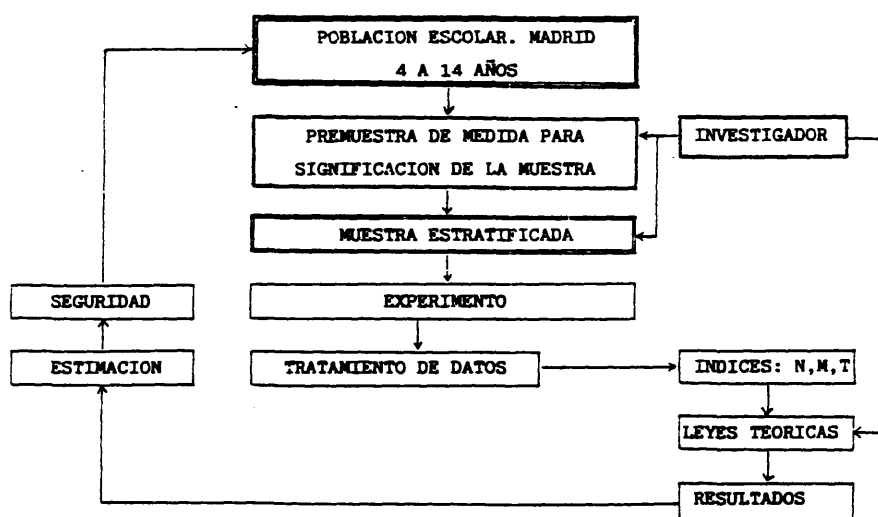 POBLACION ESCOLAR. MADRID
4 A 14 AÑOS
PREMUESTRA DE MEDIDA PARA
SIGNIFICACION DE LA MUESTRA
INVESTIGADOR
MUESTRA ESTRATIFICADA
SEGURIDAD
EXPERIMENTO
ESTIMACION
TRATAMIENTO DE DATOS
INDICES: N,M,T
LEYES TEORICAS
RESULTADOS